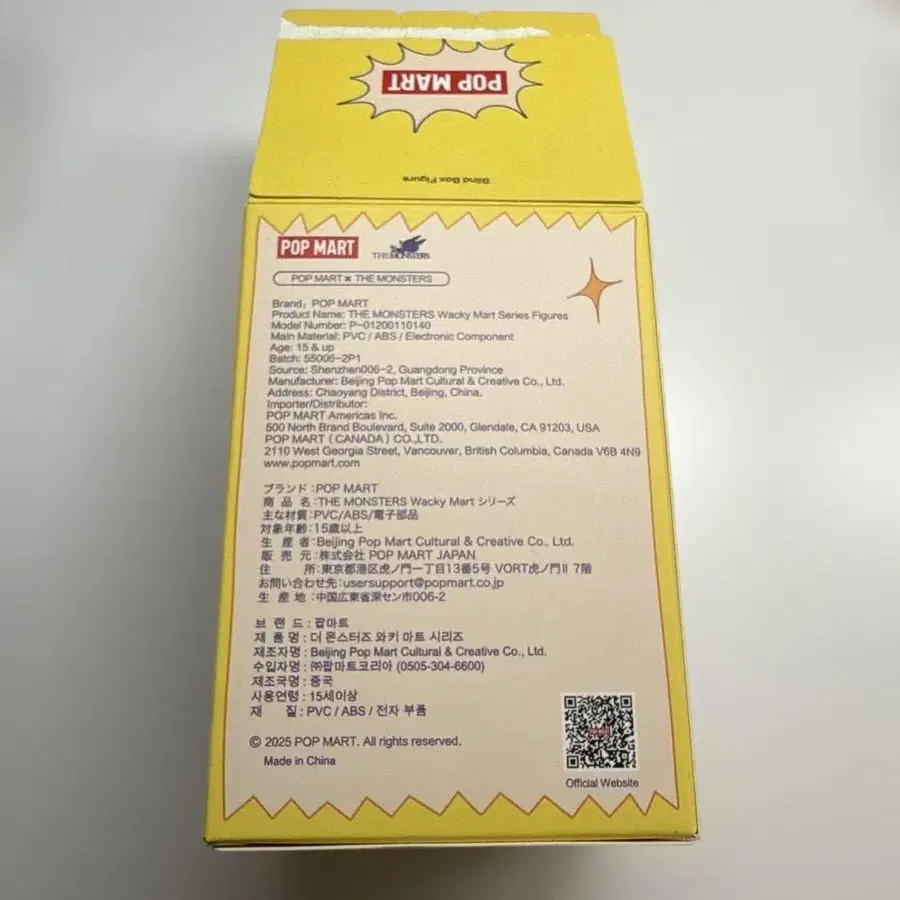 POP MART
Blind Box Figure
POP MART THE MONSTERS
POP MART × THE MONSTERS
Brand: POP MART
Product Name: THE MONSTERS Wacky Mart Series Figures
Model Number: P-01200110140
Main Material: PVC / ABS / Electronic Component
Age: 15 & up
Batch: 55006-2P1
Source: Shenzhen006-2, Guangdong Province
Manufacturer: Beijing Pop Mart Cultural & Creative Co., Ltd.
Address: Chaoyang District, Beijing, China.
Importer/Distributor:
POP MART Americas Inc.
500 North Brand Boulevard, Suite 2000, Glendale, CA 91203, USA
POP MART (CANADA) CO.,LTD.
2110 West Georgia Street, Vancouver, British Columbia, Canada V6B 4N9
www.popmart.com
ブランド:POP MART
商 品 名:THE MONSTERS Wacky Mart シリーズ
主な材質:PVC/ABS/電子部品
対象年齢:15歳以上
生 産 者:Beijing Pop Mart Cultural & Creative Co., Ltd.
販 売 元:株式会社 POP MART JAPAN
住 所:東京都港区虎ノ門一丁目13番5号 VORT虎ノ門II 7階
お問い合わせ先:usersupport@popmart.co.jp
生 産 地:中国広東省深セン市006-2
브 랜 드 : 팝마트
제 품 명 : 더 몬스터즈 와키 마트 시리즈
제조자명 : Beijing Pop Mart Cultural & Creative Co., Ltd.
수입자명 : ㈜팝마트코리아 (0505-304-6600)
제조국명 : 중국
사용연령 : 15세이상
재 질 : PVC / ABS / 전자 부품
© 2025 POP MART. All rights reserved.
Made in China
Official Website